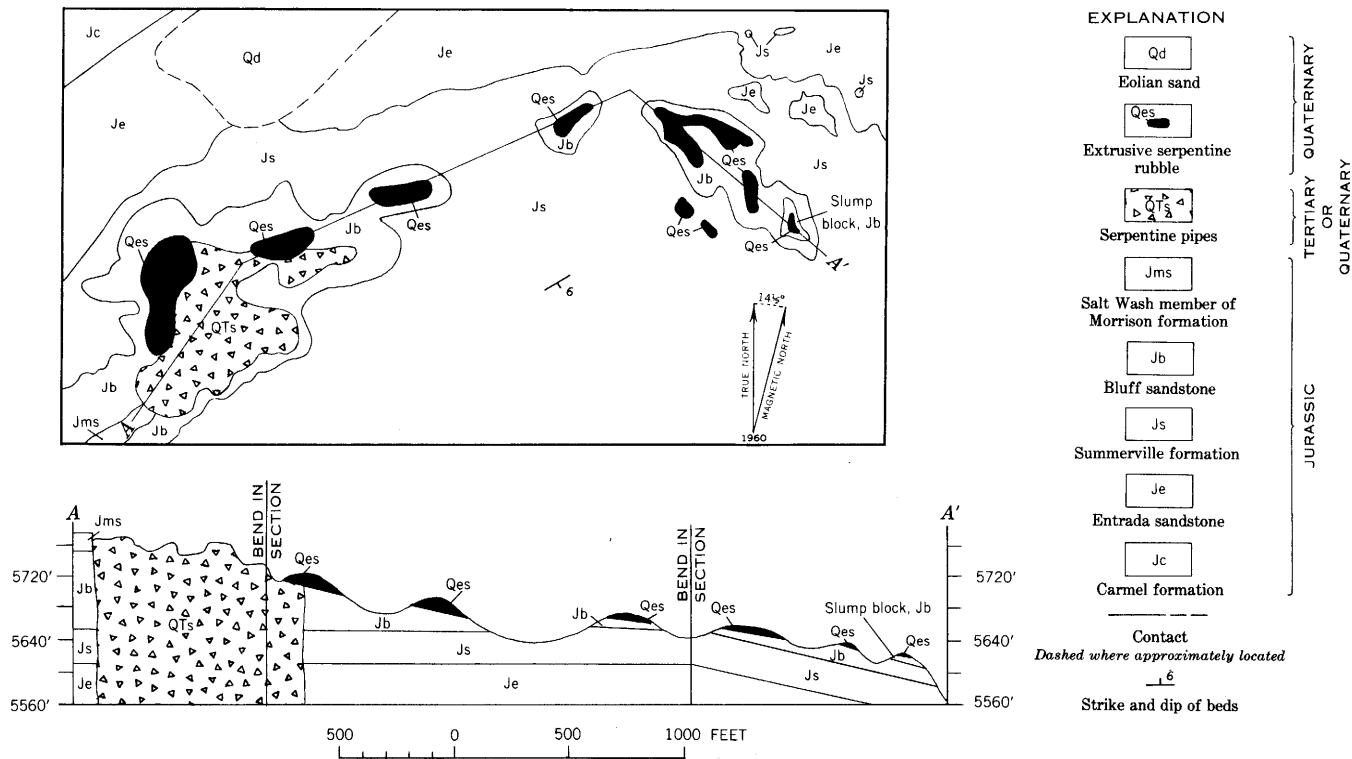 Jc
Qd
Je
Js
Je
Js
Je
Je
Qes
Jb
Je
Js
Qes
Js
Jb
Slump
block, Jb
Js
Qes
Qes
Qes
Jb
Qes
Qes
A'
6
QTs
14½°
TRUE NORTH
MAGNETIC NORTH
1960
Jb
Jms
A
Jb
A
Jms
BEND IN
SECTION
Qes
Qes
5720'
Jb
QTs
Jb
Jb
Qes
BEND IN
SECTION
Qes
Slump block, Jb
Qes
Qes
A'
5720'
5640'
Js
Js
Jb
Js
5640'
Je
Je
5560'
5560'
500 0 500 1000 FEET
EXPLANATION
Qd
Eolian sand
Qes
Extrusive serpentine
rubble
QUATERNARY
QTs
Serpentine pipes
TERTIARY
OR
QUATERNARY
Jms
Salt Wash member of
Morrison formation
Jb
Bluff sandstone
Js
Summerville formation
Je
Entrada sandstone
Jc
Carmel formation
JURASSIC
Contact
Dashed where approximately located
6
Strike and dip of beds